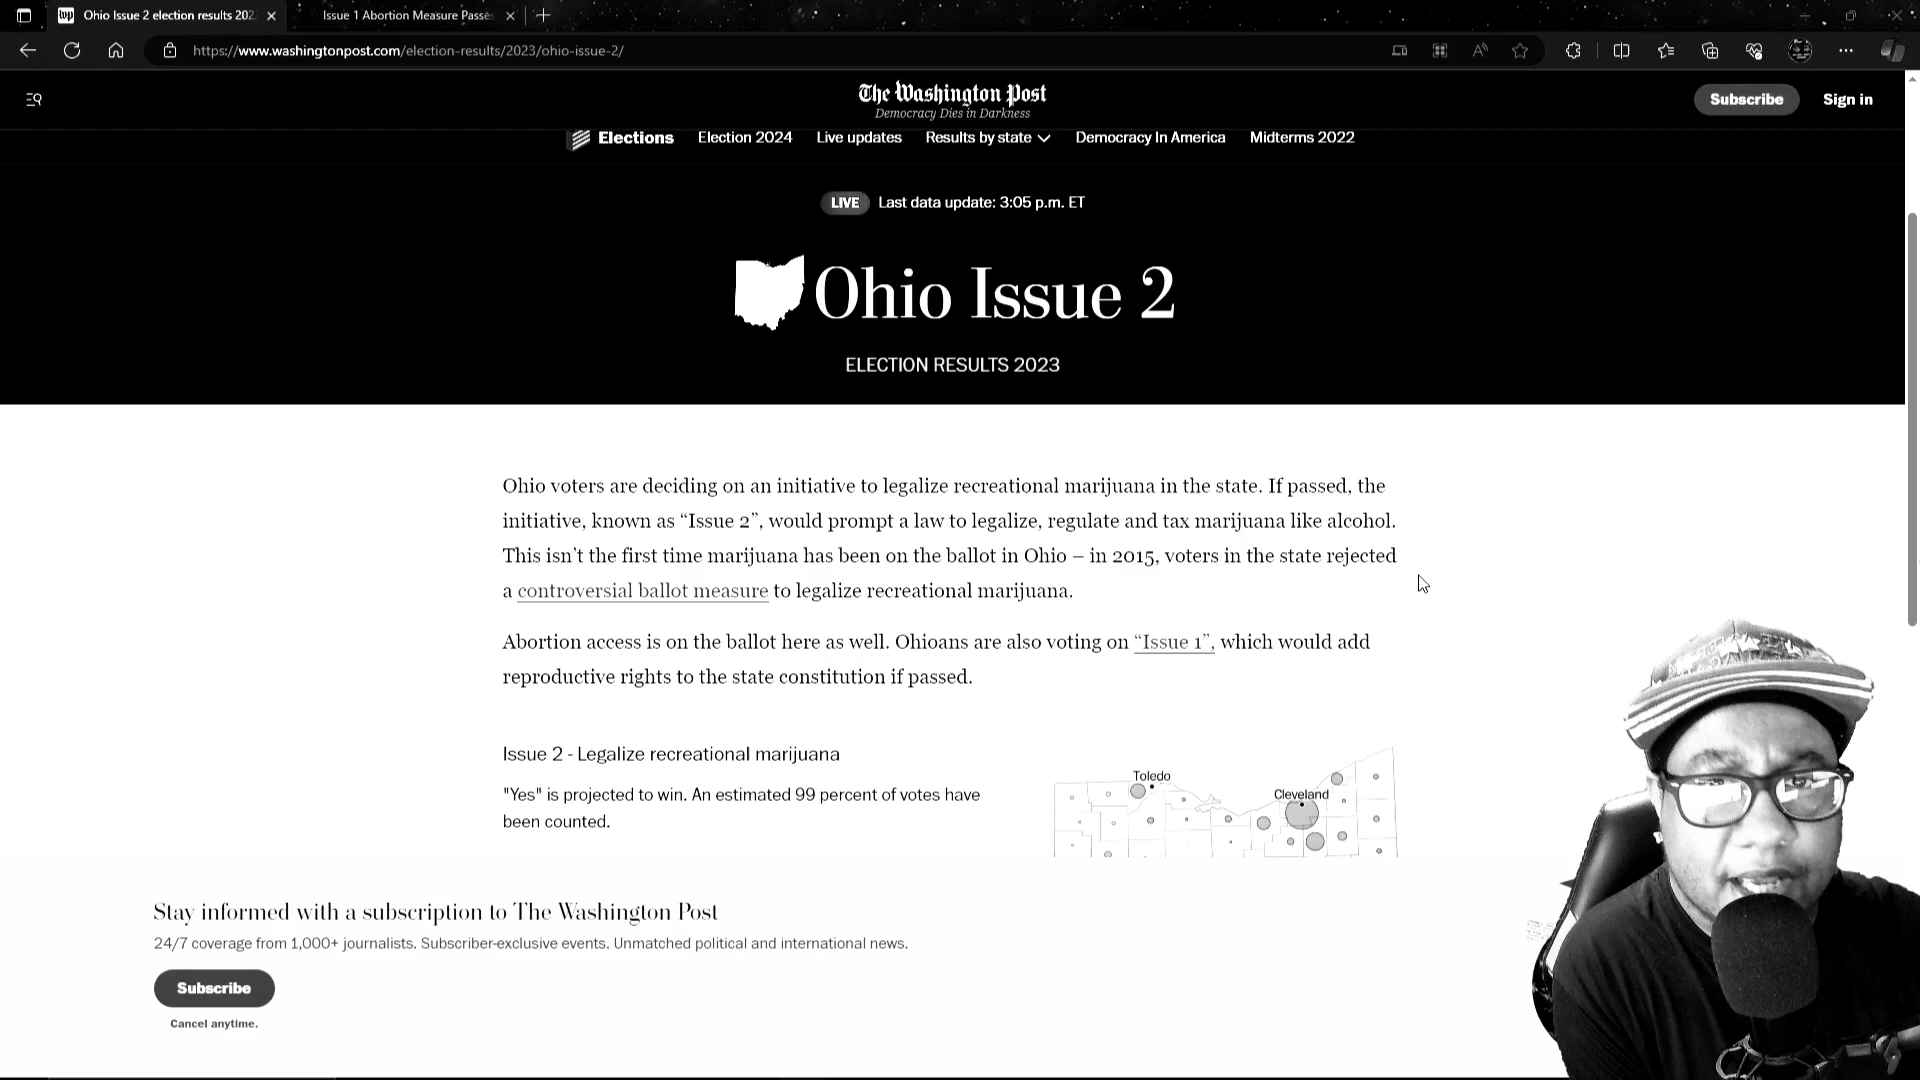 Ohio Issue 2 election results 202
Issue 1 Abortion Measure Passes
https://www.washingtonpost.com/election-results/2023/ohio-issue-2/
The Washington Post
Democracy Dies in Darkness
Subscribe
Sign in
Elections
Election 2024
Live updates
Results by state
Democracy In America
Midterms 2022
LIVE
Last data update: 3:05 p.m. ET
Ohio Issue 2
ELECTION RESULTS 2023
Ohio voters are deciding on an initiative to legalize recreational marijuana in the state. If passed, the
initiative, known as “Issue 2”, would prompt a law to legalize, regulate and tax marijuana like alcohol.
This isn’t the first time marijuana has been on the ballot in Ohio – in 2015, voters in the state rejected
a controversial ballot measure to legalize recreational marijuana.
Abortion access is on the ballot here as well. Ohioans are also voting on “Issue 1”, which would add
reproductive rights to the state constitution if passed.
Issue 2 - Legalize recreational marijuana
"Yes" is projected to win. An estimated 99 percent of votes have
been counted.
Toledo
Cleveland
Stay informed with a subscription to The Washington Post
24/7 coverage from 1,000+ journalists. Subscriber-exclusive events. Unmatched political and international news.
Subscribe
Cancel anytime.